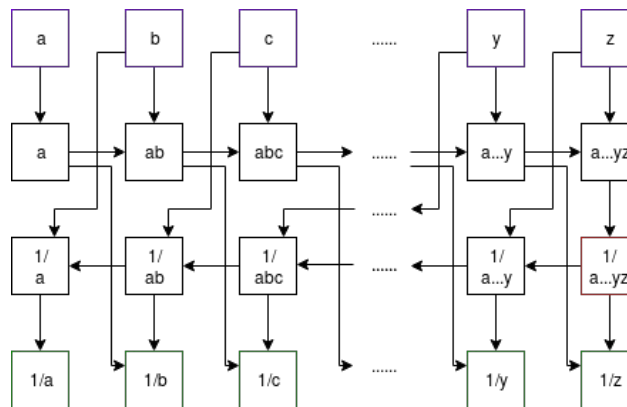 a b c ...... y z
a ab abc ...... a...y a...yz
......
1/ 1/ 1/ ...... 1/ 1/
a ab abc a...y a...yz
1/a 1/b 1/c ...... 1/y 1/z